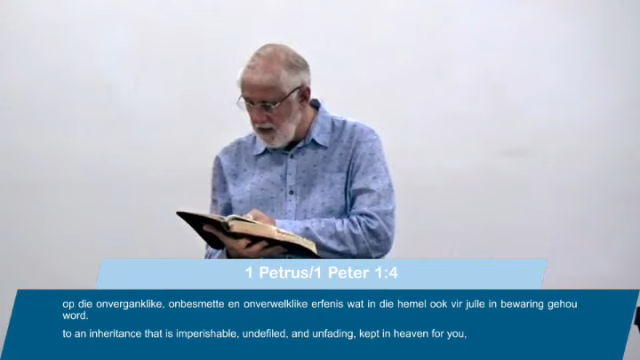 1 Petrus/1 Peter 1:4
op die onverganklike, onbesmette en onverwelklike erfenis wat in die hemel ook vir julle in bewaring gehou
word.
to an inheritance that is imperishable, undefiled, and unfading, kept in heaven for you,